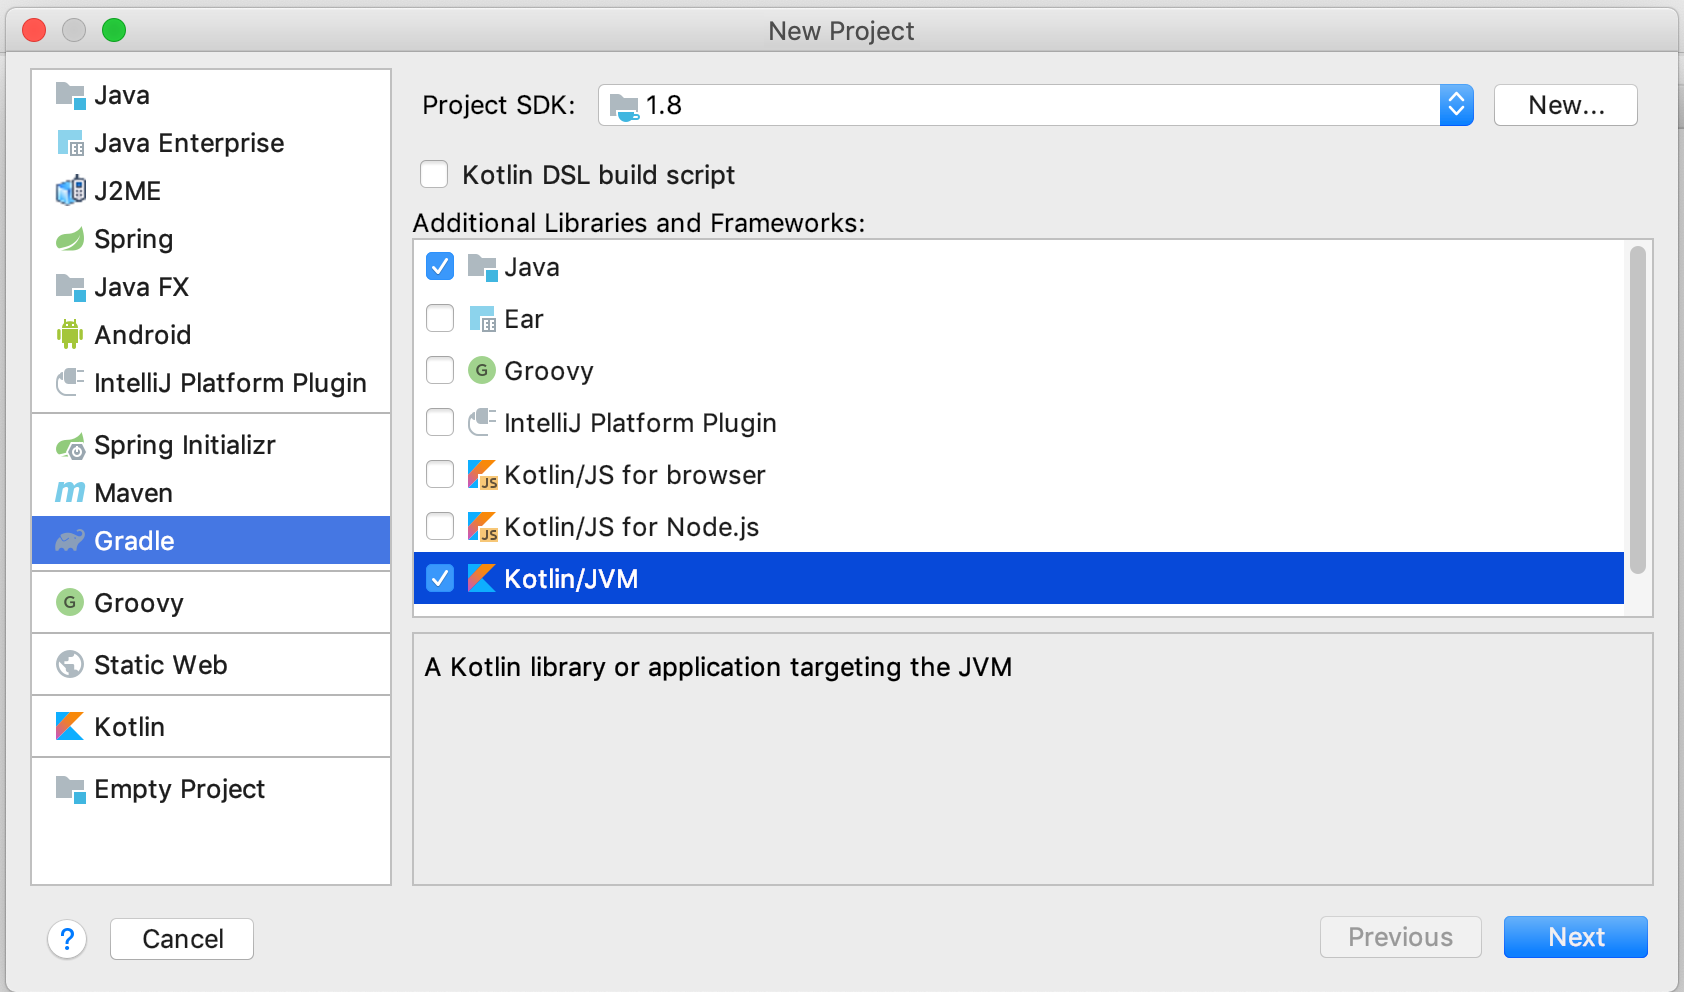 New Project
Java
Java Enterprise
J2ME
Spring
Java FX
Android
IntelliJ Platform Plugin
Spring Initializr
m Maven
Gradle
G Groovy
Static Web
Kotlin
Empty Project
Project SDK: 1.8 New...
Kotlin DSL build script
Additional Libraries and Frameworks:
Java
Ear
G Groovy
IntelliJ Platform Plugin
JS Kotlin/JS for browser
JS Kotlin/JS for Node.js
Kotlin/JVM
A Kotlin library or application targeting the JVM
? Cancel Previous Next